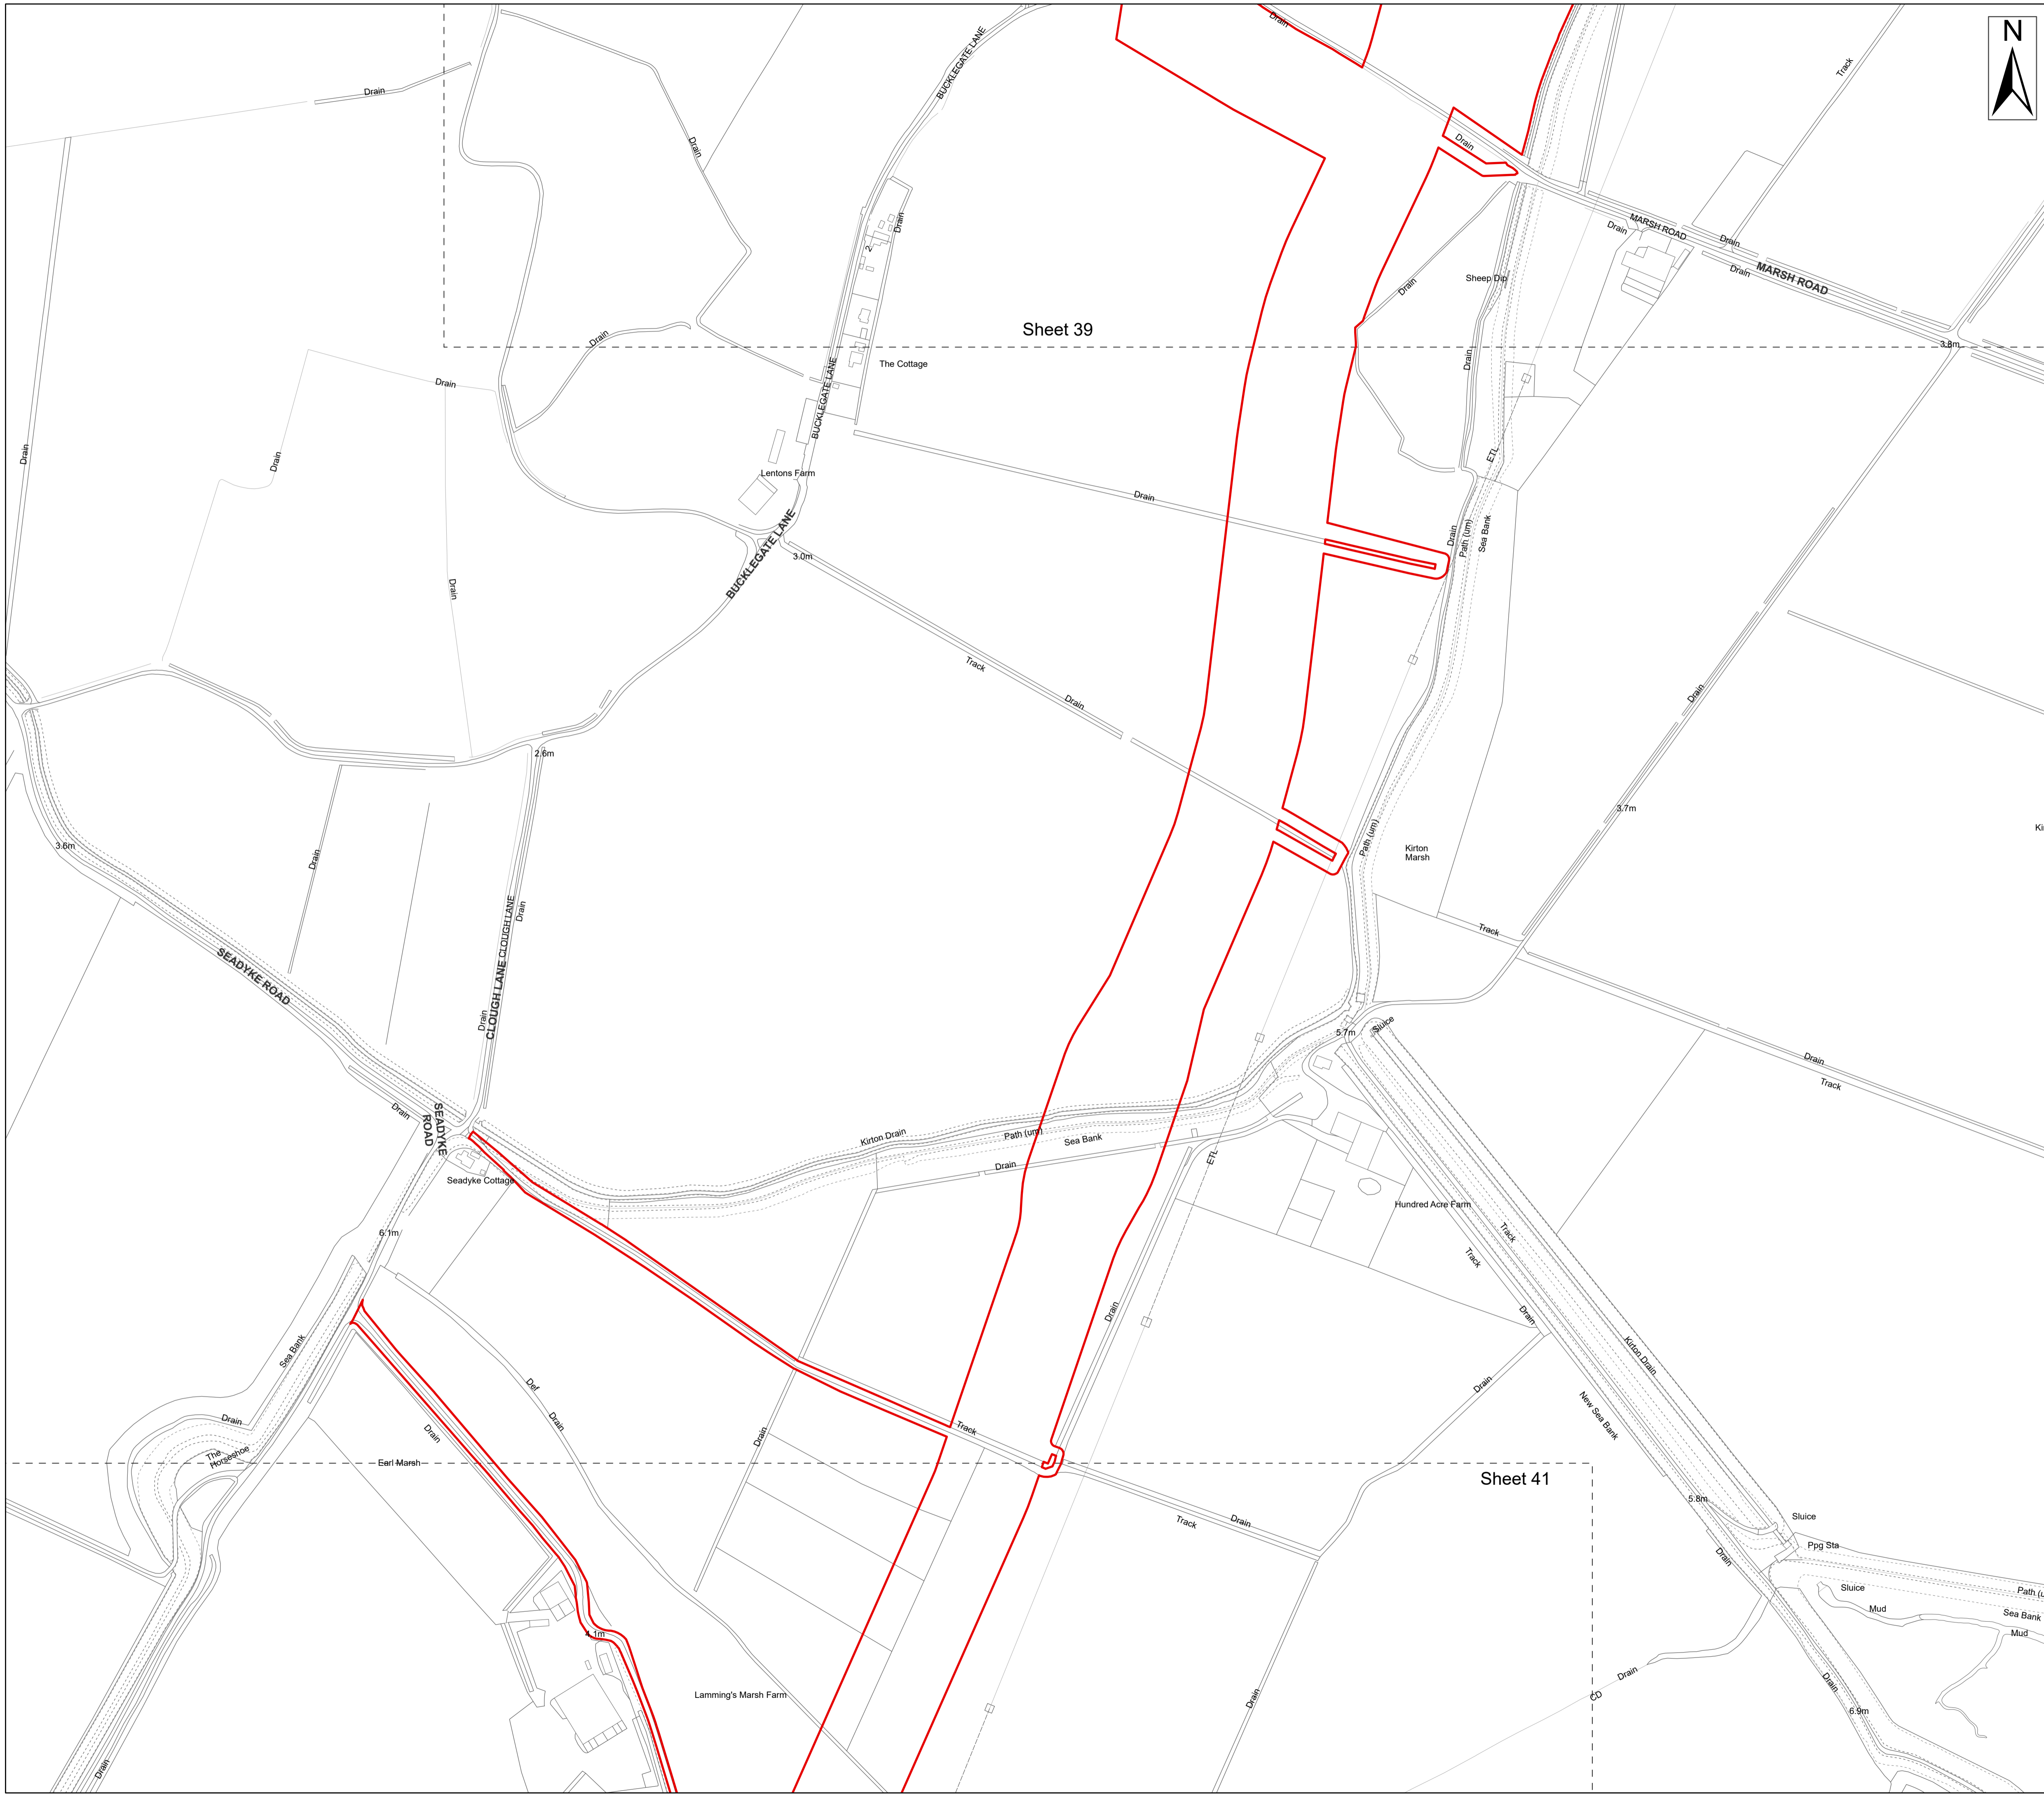 Drain
BUCKLEGATE LANE
N
Track
Drain
Drain
Drain
Drain
2
MARSH ROAD
Drain
Drain
MARSH ROAD
Drain
Sheep Dip
Drain
Sheet 39
Drain
3.8m
The Cottage
Drain
Drain
BUCKLEGATE LANE
Drain
Drain
Drain
ETL
Lentons Farm
Drain
BUCKLEGATE LANE
3.0m
Drain
Path (um)
Sea Bank
Drain
Track
Drain
Drain
2.6m
3.7m
3.6m
Drain
Path (um)
Kirton
Marsh
Ki
CLOUGH LANE
Drain
Track
SEADYKE ROAD
CLOUGH LANE
Drain
5.7m
Sluice
Drain
Track
Drain
SEADYKE
ROAD
Kirton Drain
Path (um)
Sea Bank
Drain
ETL
Seadyke Cottage
Hundred Acre Farm
6.1m
Track
Track
Drain
Drain
Kirton Drain
Sea Bank
Def
Drain
Drain
New Sea Bank
Drain
Drain
Drain
Track
The
Horseshoe
Earl Marsh
Sheet 41
5.8m
Sluice
Track
Drain
Ppg Sta
Drain
Sluice
Path (u
Mud
Sea Bank
Mud
4.1m
Drain
CD
Drain
Lamming's Marsh Farm
Drain
6.9m
Drain